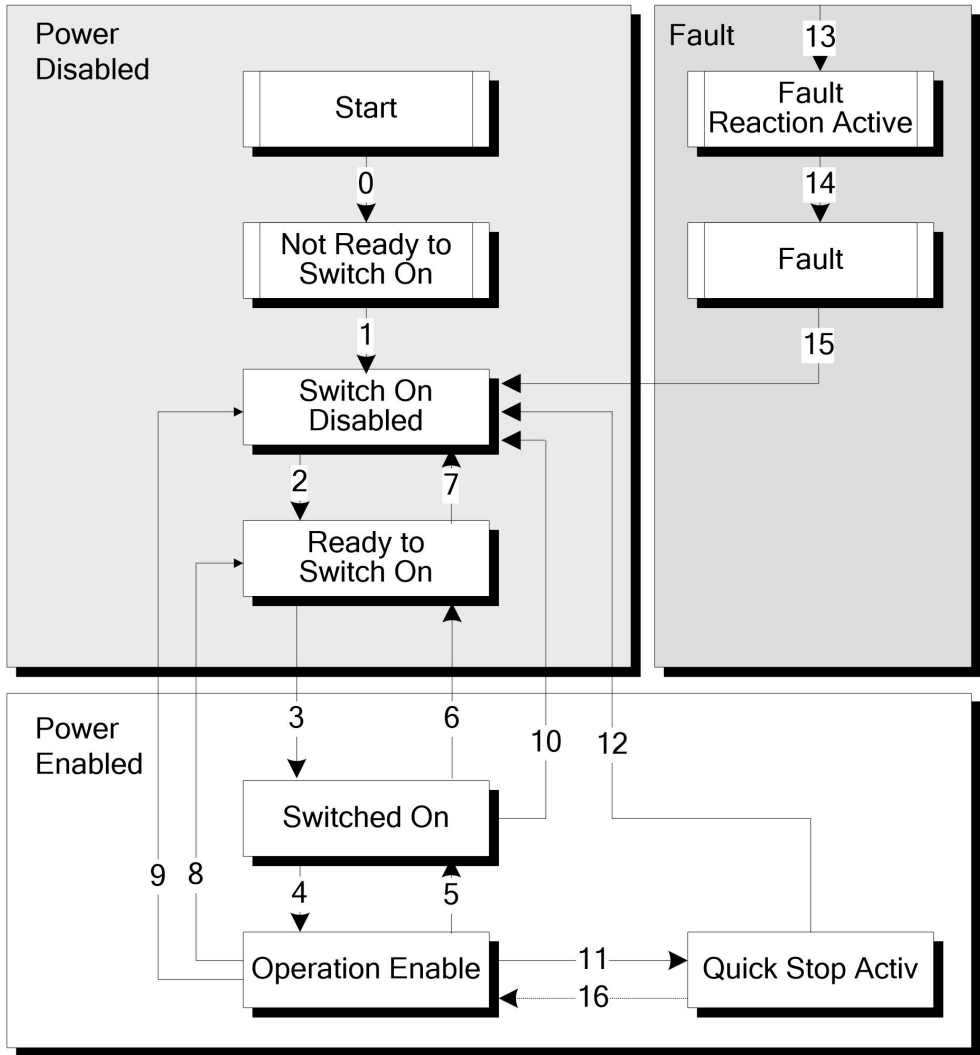 Power
Disabled
Start
0
Not Ready to
Switch On
1
Switch On
Disabled
2
7
Ready to
Switch On
Fault
13
Fault
Reaction Active
14
Fault
15
Power
Enabled
3
6
10
12
Switched On
9
8
4
5
Operation Enable
11
16
Quick Stop Activ